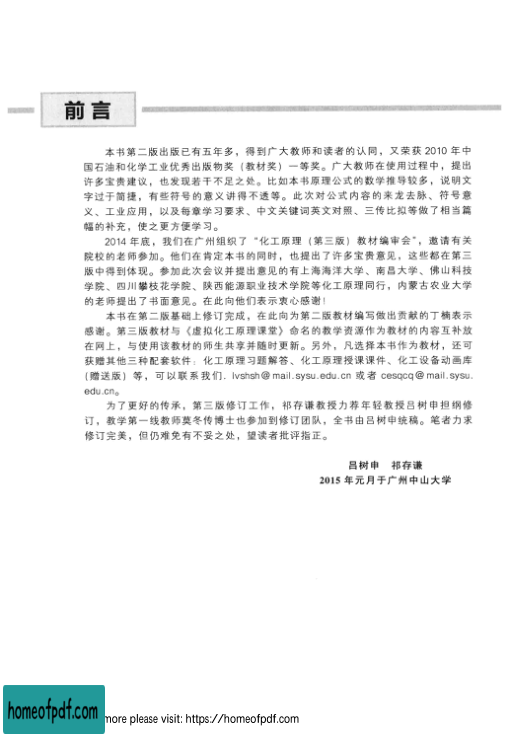 前言
本书第二版出版已有五年多，得到广大教师和读者的认同，又荣获 2010 年中
国石油和化学工业优秀出版物奖（教材奖）一等奖。广大教师在使用过程中，提出
许多宝贵建议，也发现若干不足之处。比如本书原理公式的数学推导较多，说明文
字过于简捷，有些符号的意义讲得不透等。此次对公式内容的来龙去脉、符号意
义、工业应用，以及每章学习要求、中文关键词英文对照、三传比拟等做了相当篇
幅的补充，使之更方便学习。
2014 年底，我们在广州组织了“化工原理（第三版）教材编审会”，邀请有关
院校的老师参加。他们在肯定本书的同时，也提出了许多宝贵意见，这些都在第三
版中得到体现。参加此次会议并提出意见的有上海海洋大学、南昌大学、佛山科技
学院、四川攀枝花学院、陕西能源职业技术学院等化工原理同行，内蒙古农业大学
的老师提出了书面意见。在此向他们表示衷心感谢！
本书在第二版基础上修订完成，在此向为第二版教材编写做出贡献的丁楠表示
感谢。第三版教材与《虚拟化工原理课堂》命名的教学资源作为教材的内容互补放
在网上，与使用该教材的师生共享并随时更新。另外，凡选择本书作为教材，还可
获赠其他三种配套软件：化工原理习题解答、化工原理授课课件、化工设备动画库
(赠送版）等，可以联系我们. lvshsh@mail.sysu.edu.cn 或者 cesqcq@mail.sysu.
edu.cn。
为了更好的传承，第三版修订工作，祁存谦教授力荐年轻教授吕树申担纲修
订，教学第一线教师莫冬传博士也参加到修订团队，全书由吕树申统稿。笔者力求
修订完美，但仍难免有不妥之处，望读者批评指正。
吕树申 祁存谦
2015 年元月于广州中山大学
homeofpdf.com more please visit: https://homeofpdf.com